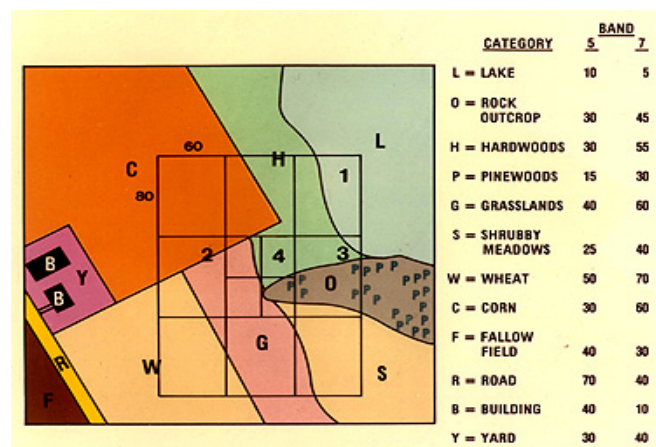 BAND
CATEGORY 5 7
L = LAKE 10 5
O = ROCK
OUTCROP 30 45
H = HARDWOODS 30 55
P = PINEWOODS 15 30
G = GRASSLANDS 40 60
S = SHRUBBY
MEADOWS 25 40
W = WHEAT 50 70
C = CORN 30 60
F = FALLOW
FIELD 40 30
R = ROAD 70 40
B = BUILDING 40 10
Y = YARD 30 40
L
60 H
C 1
80
2 4 3
B Y O
B
P P P P P P P P P P P P P P P P P P P
G
R W S
F